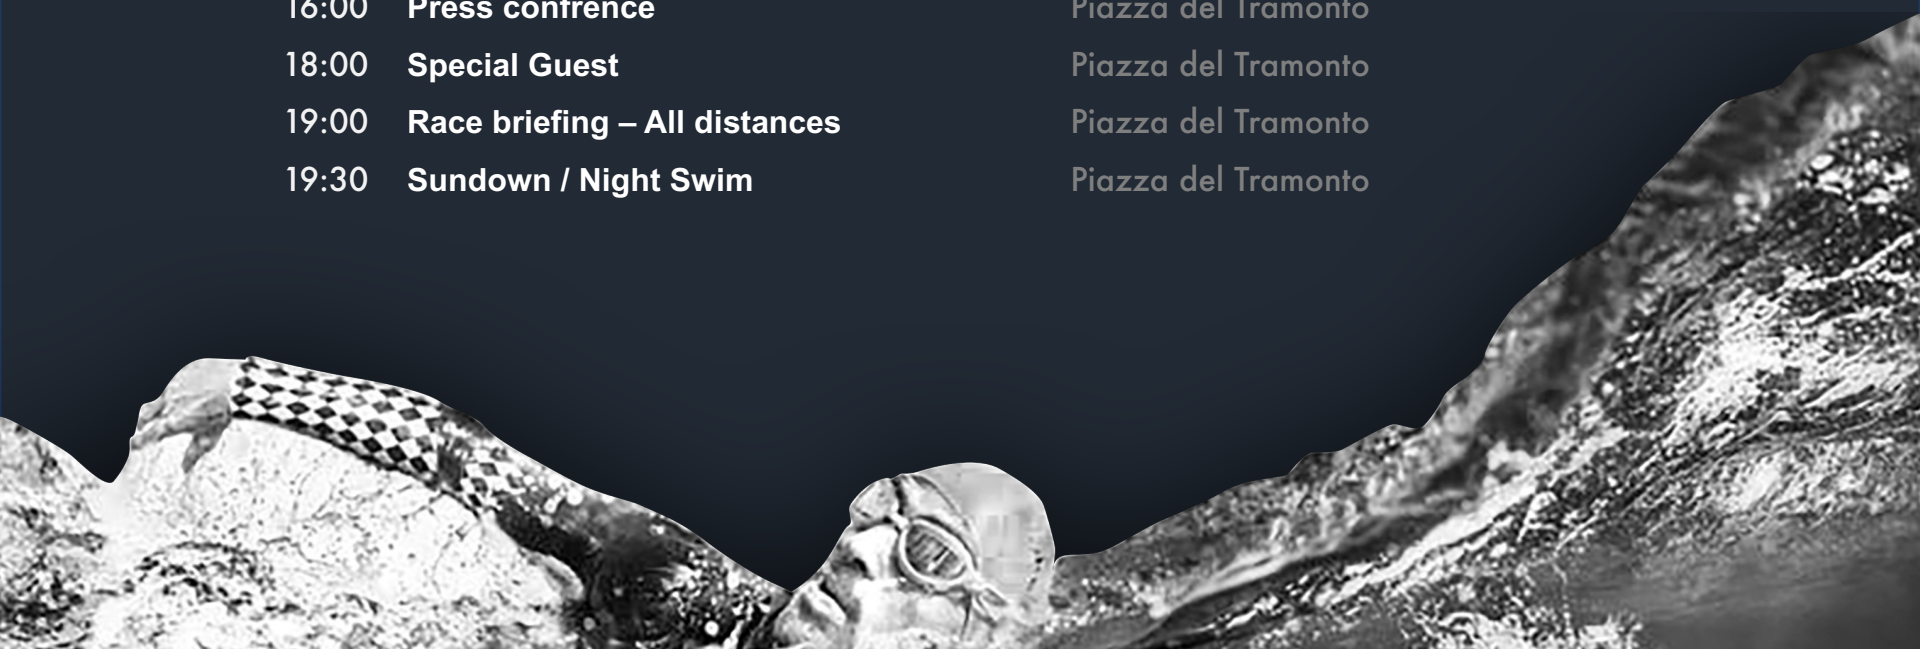 16:00 Press confrence Piazza del Tramonto
18:00 Special Guest Piazza del Tramonto
19:00 Race briefing – All distances Piazza del Tramonto
19:30 Sundown / Night Swim Piazza del Tramonto